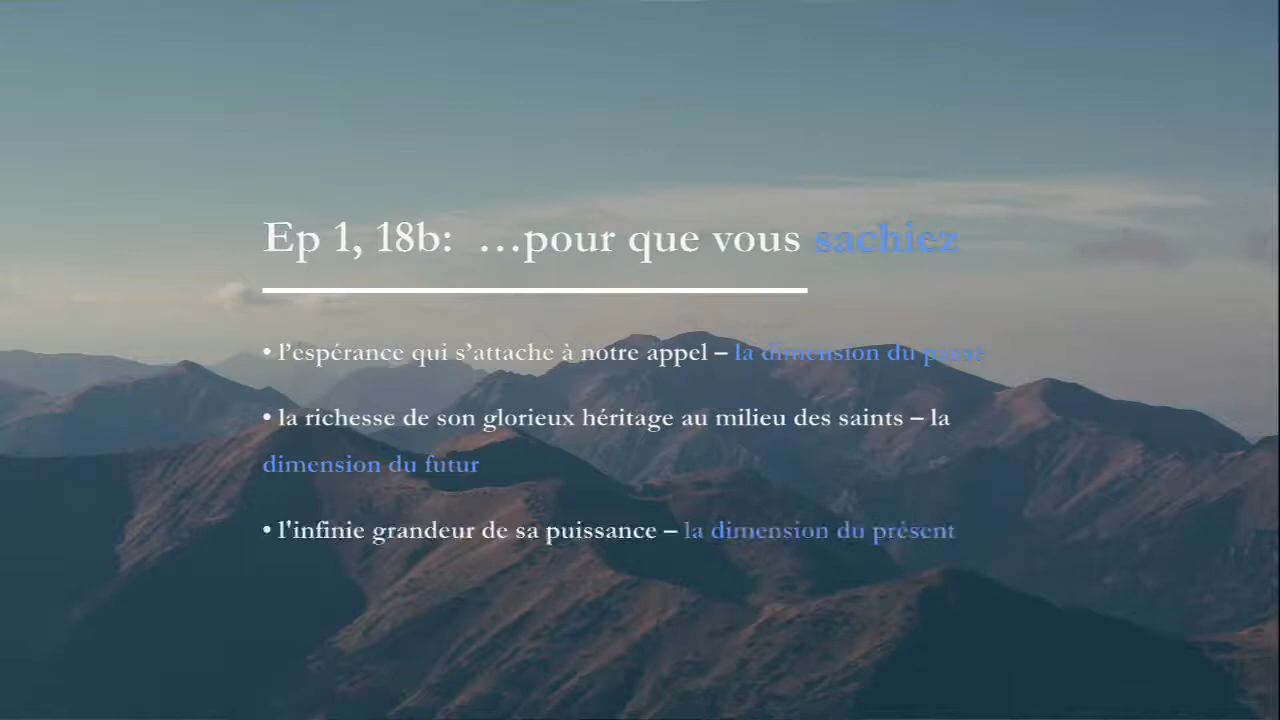 Ep 1, 18b: …pour que vous sachiez
• l’espérance qui s’attache à notre appel – la dimension du passé
• la richesse de son glorieux héritage au milieu des saints – la
dimension du futur
• l'infinie grandeur de sa puissance – la dimension du présent